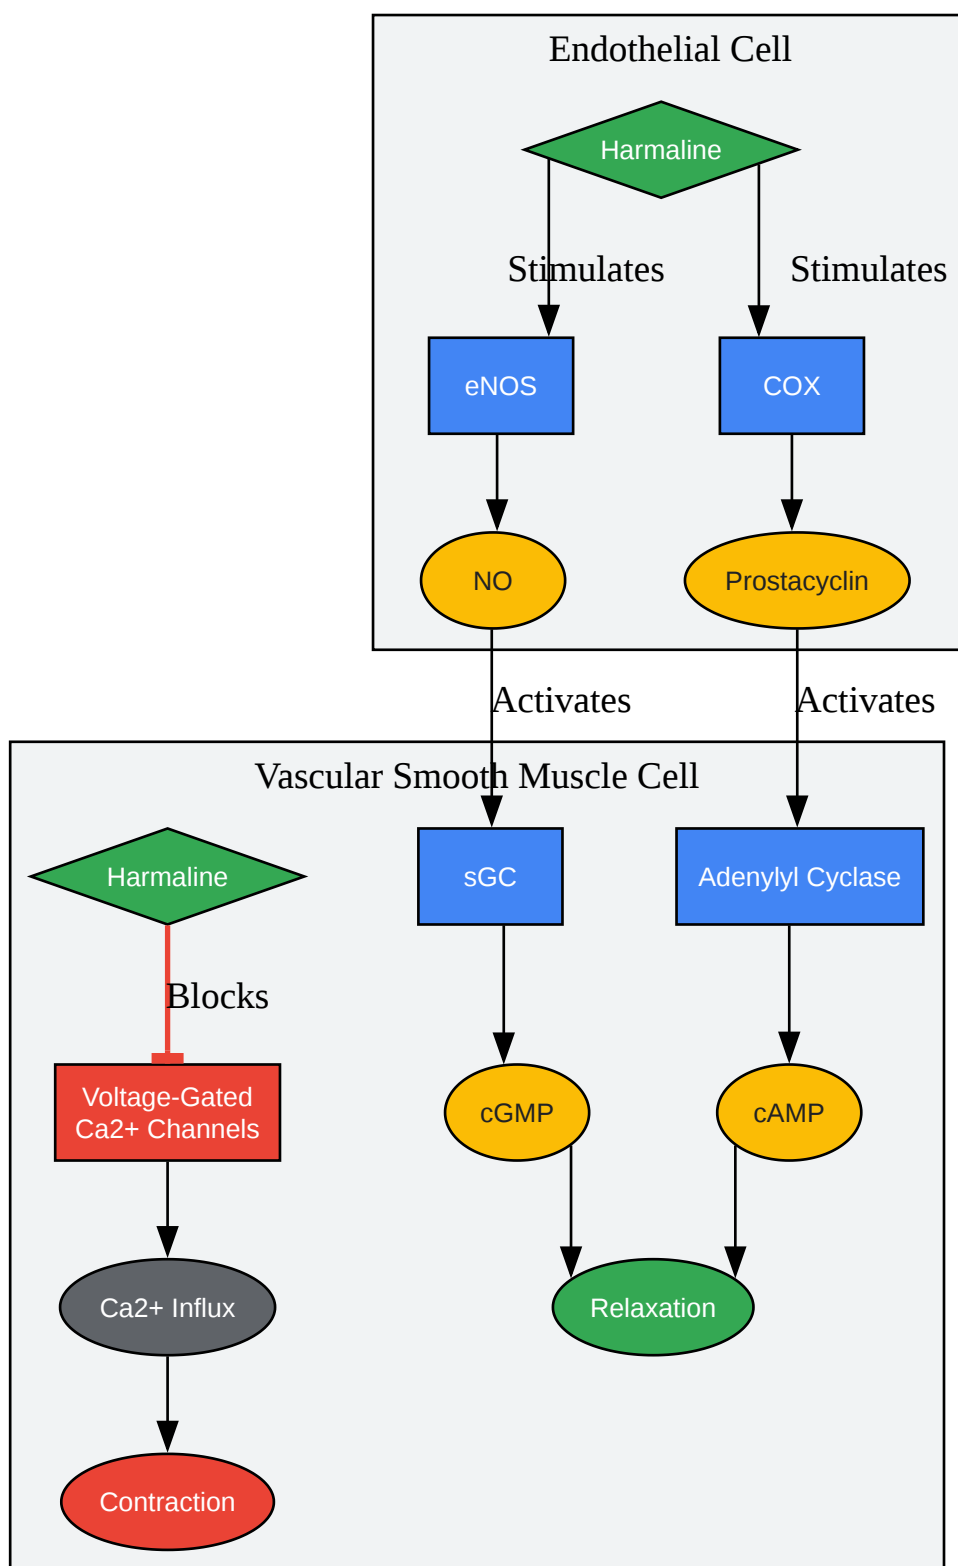 Endothelial Cell
Harmaline
Stimulates
Stimulates
eNOS
COX
NO
Prostacyclin
Activates
Activates
Vascular Smooth Muscle Cell
Harmaline
sGC
Adenylyl Cyclase
Blocks
Voltage-Gated
Ca2+ Channels
cGMP
cAMP
Ca2+ Influx
Relaxation
Contraction